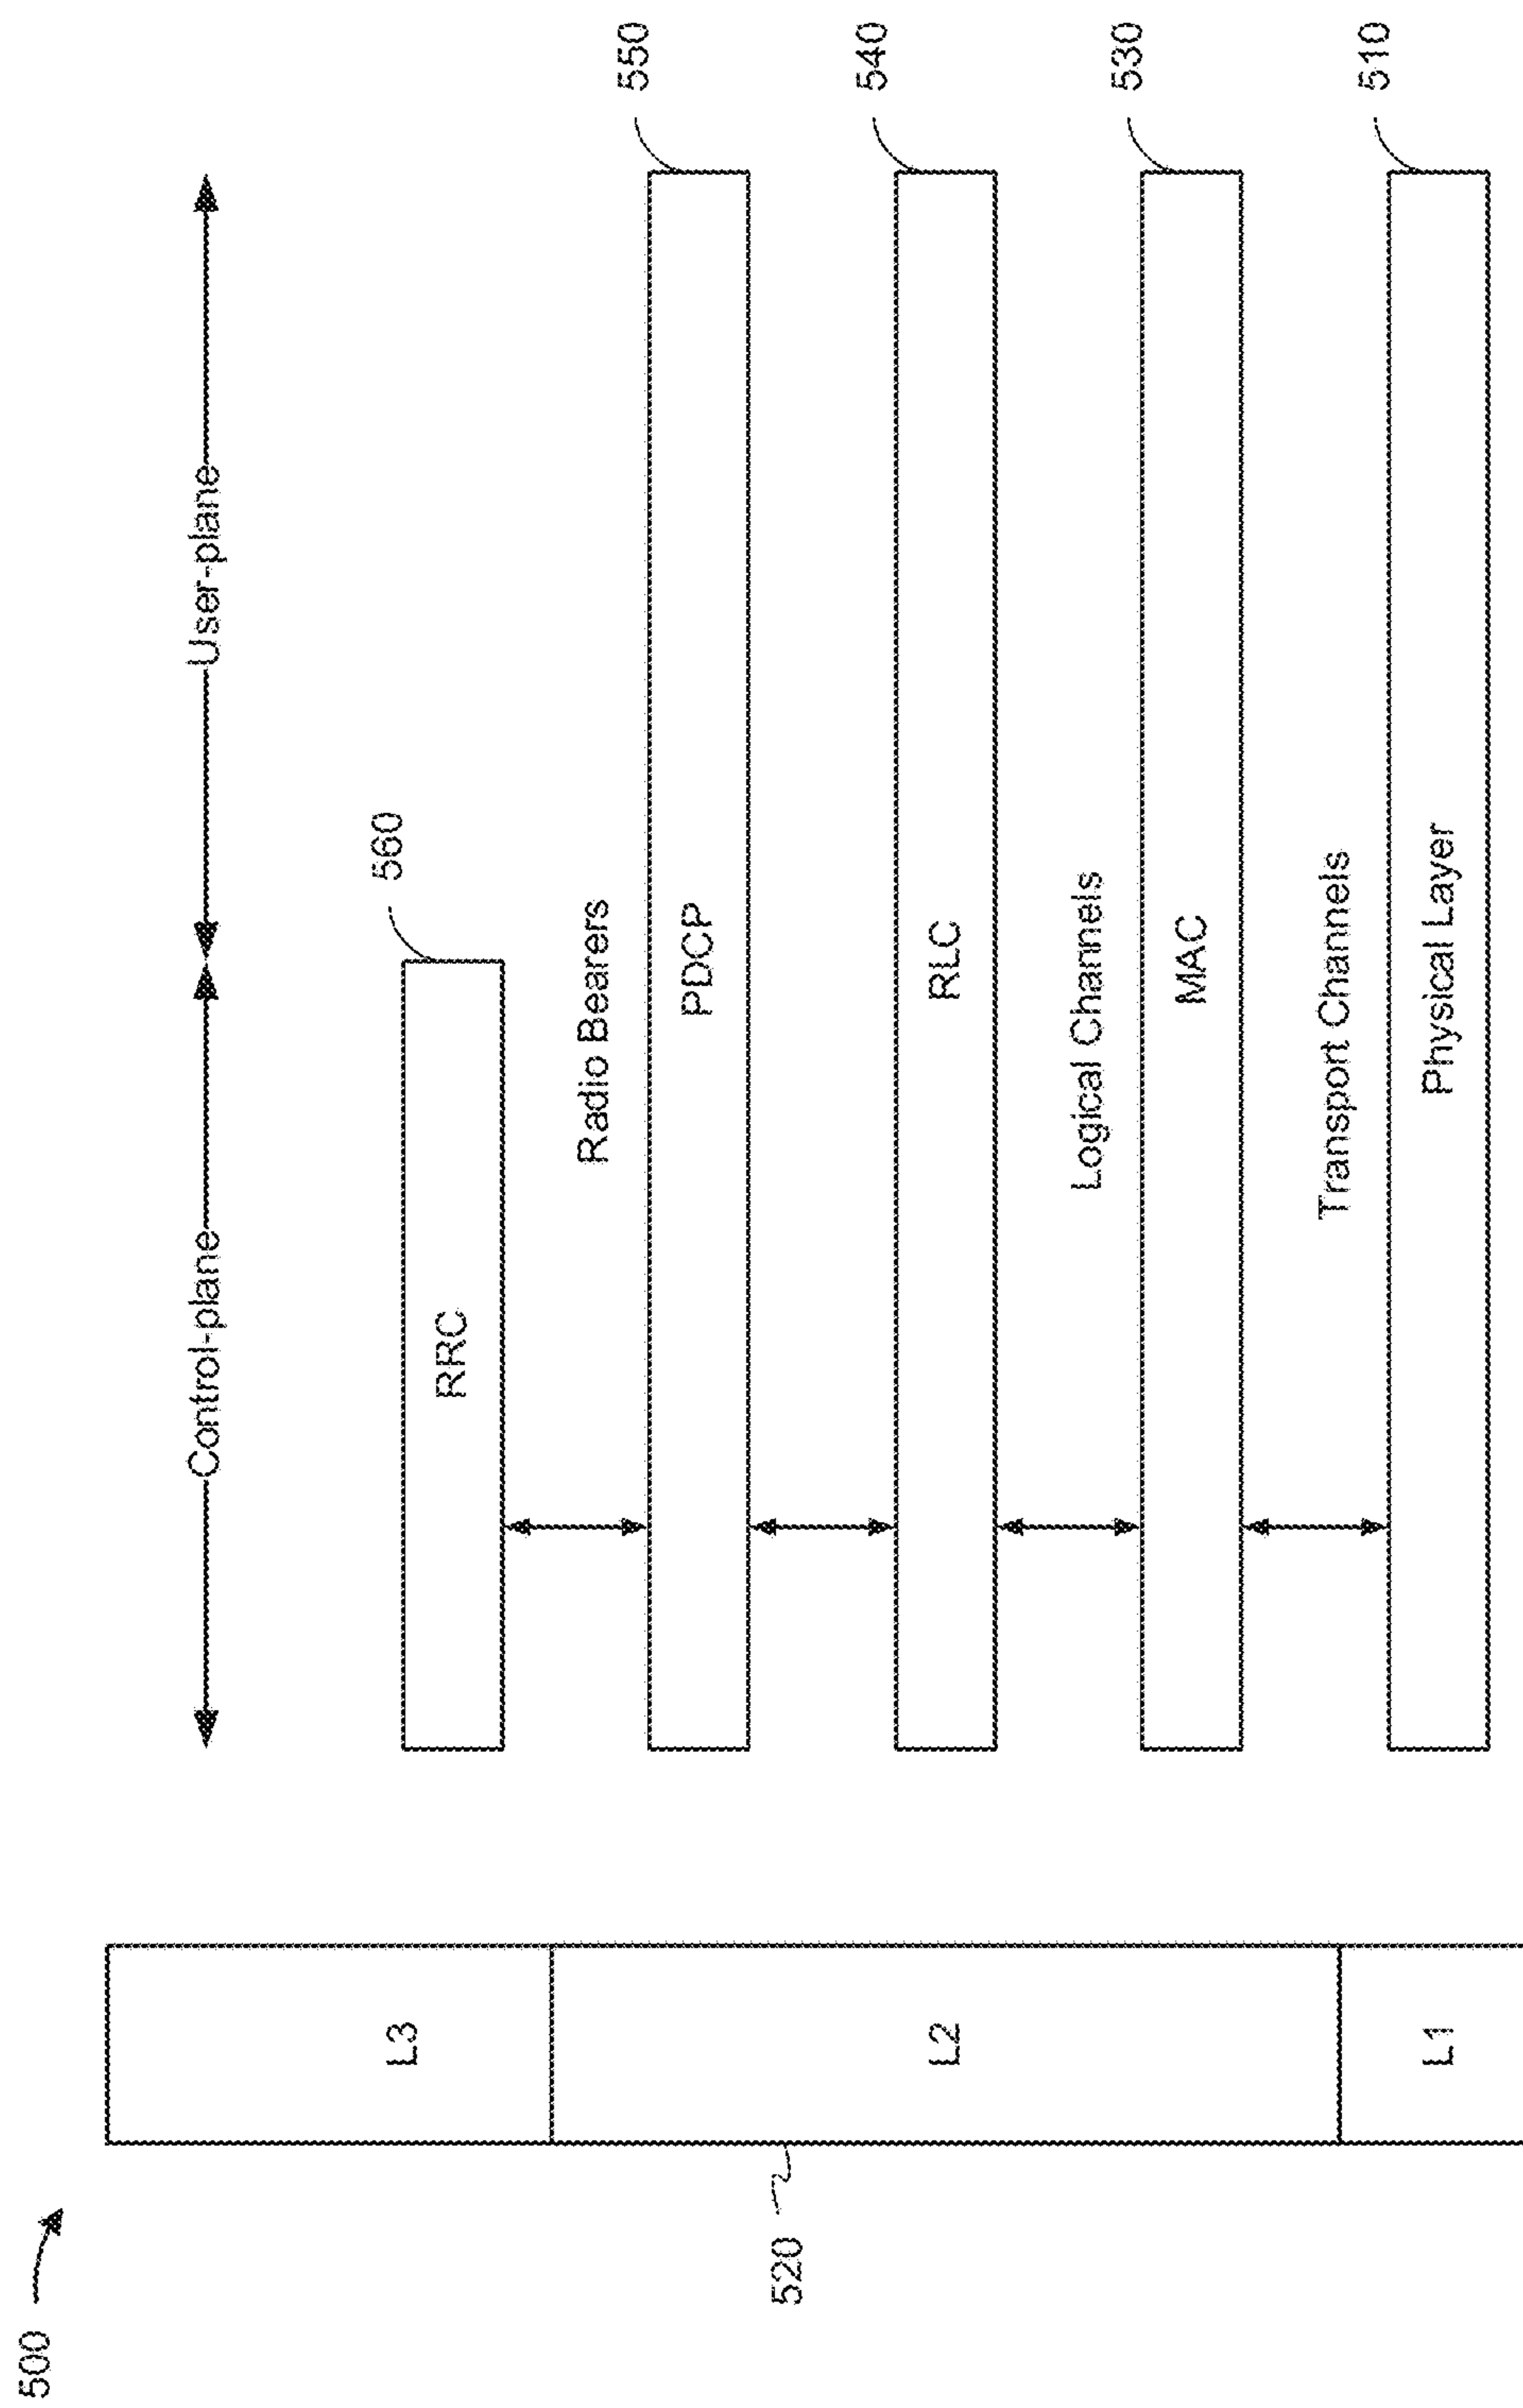 500
Control-plane
User-plane
L3
RRC
560
Radio Bearers
520
L2
PDCP
550
RLC
540
Logical Channels
MAC
530
Transport Channels
L1
Physical Layer
510